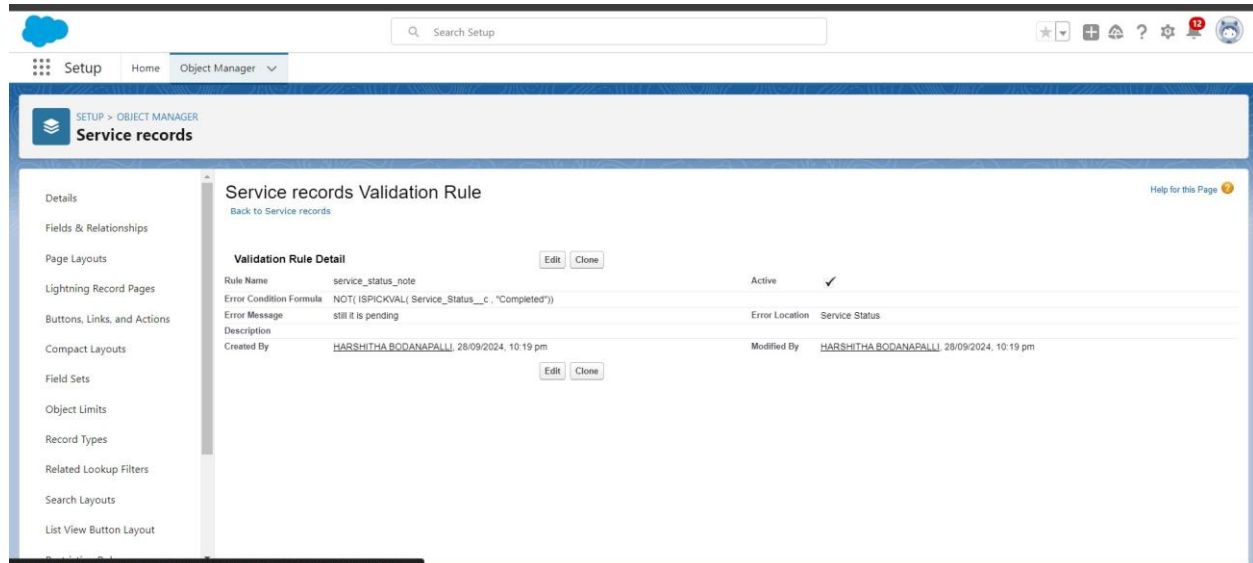 Search Setup
12
Setup Home Object Manager
SETUP > OBJECT MANAGER
Service records
Details
Fields & Relationships
Page Layouts
Lightning Record Pages
Buttons, Links, and Actions
Compact Layouts
Field Sets
Object Limits
Record Types
Related Lookup Filters
Search Layouts
List View Button Layout
Service records Validation Rule
Help for this Page
Back to Service records
Validation Rule Detail Edit Clone
Rule Name service_status_note Active ✓
Error Condition Formula NOT( ISPICKVAL( Service_Status__c , "Completed"))
Error Message still it is pending Error Location Service Status
Description
Created By HARSHITHA BODANAPALLI, 28/09/2024, 10:19 pm Modified By HARSHITHA BODANAPALLI, 28/09/2024, 10:19 pm
Edit Clone